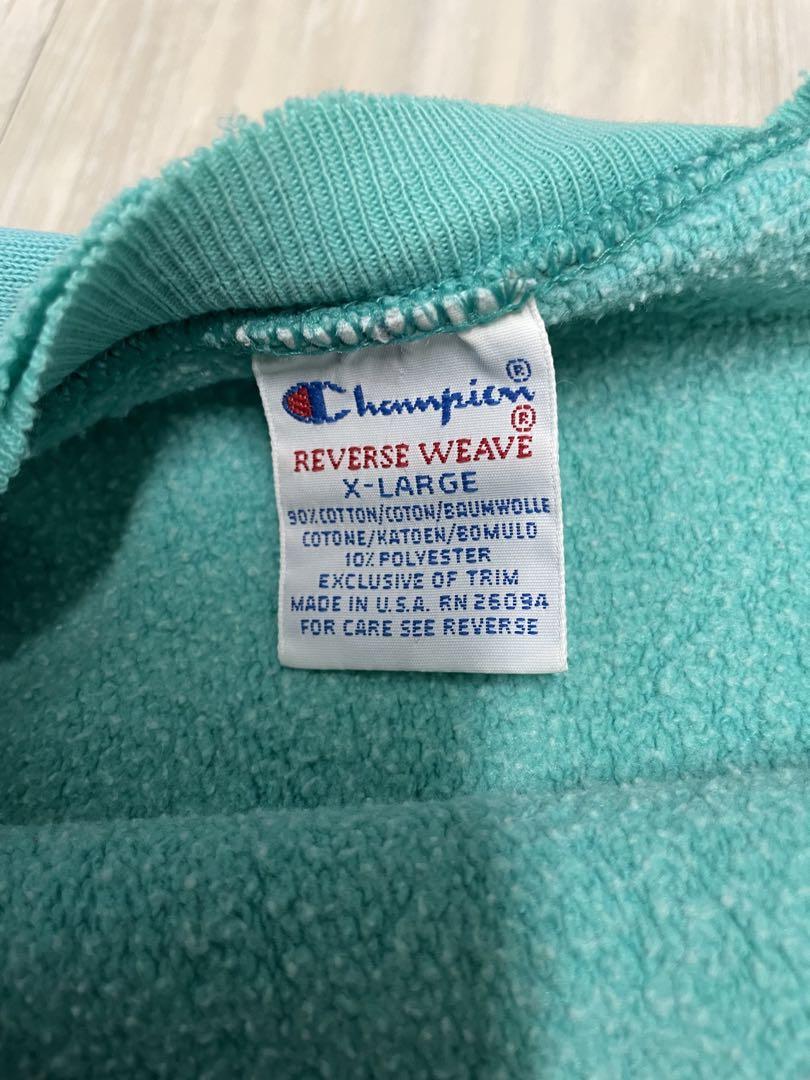 Champion®
REVERSE WEAVE®
X-LARGE
90%COTTON/COTON/BAUMWOLLE
COTONE/KATOEN/BOMULD
10% POLYESTER
EXCLUSIVE OF TRIM
MADE IN U.S.A. RN 26094
FOR CARE SEE REVERSE